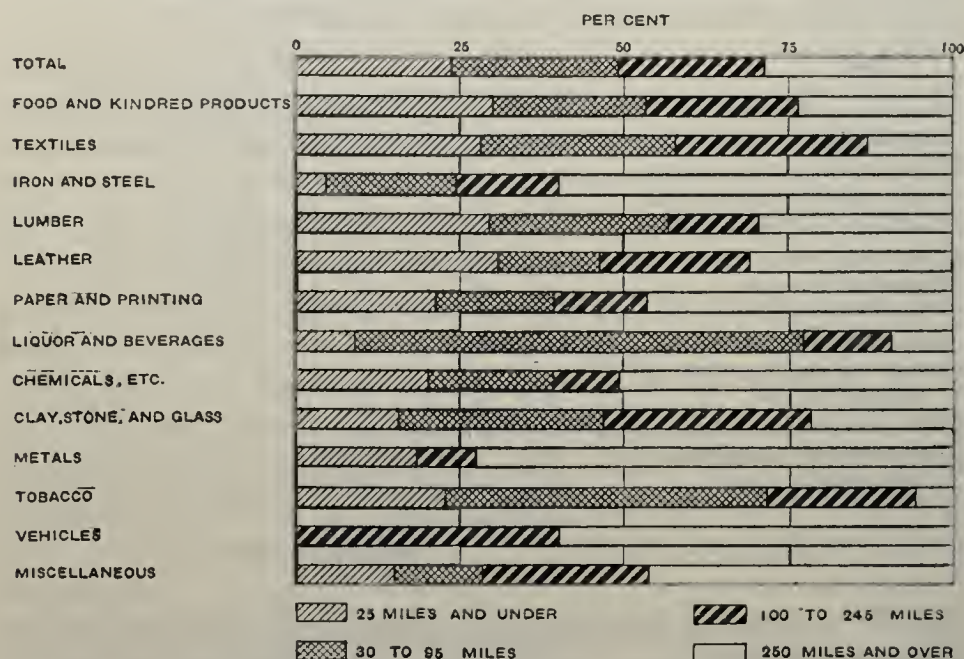 PER CENT
0 25 50 75 100
TOTAL
FOOD AND KINDRED PRODUCTS
TEXTILES
IRON AND STEEL
LUMBER
LEATHER
PAPER AND PRINTING
LIQUOR AND BEVERAGES
CHEMICALS, ETC.
CLAY, STONE, AND GLASS
METALS
TOBACCO
VEHICLES
MISCELLANEOUS
25 MILES AND UNDER
100 TO 245 MILES
30 TO 95 MILES
250 MILES AND OVER